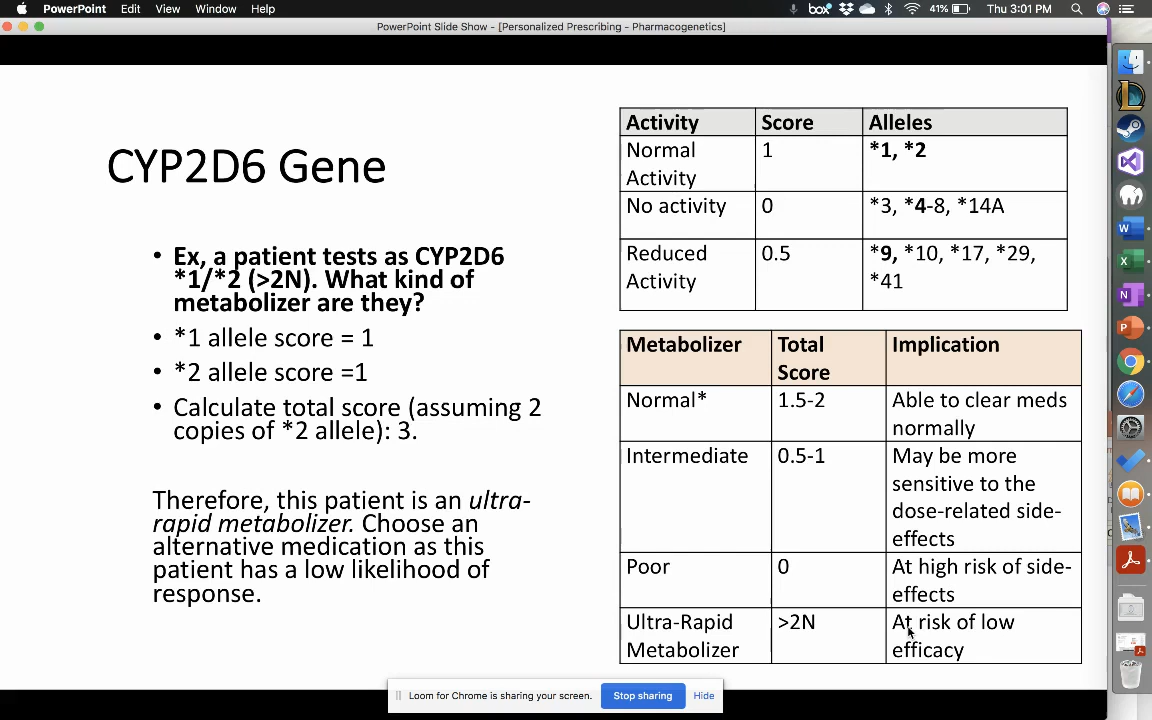 PowerPoint Edit View Window Help
box 41% Thu 3:01 PM
PowerPoint Slide Show - [Personalized Prescribing - Pharmacogenetics]
CYP2D6 Gene
• Ex, a patient tests as CYP2D6
*1/*2 (>2N). What kind of
metabolizer are they?
• *1 allele score = 1
• *2 allele score =1
• Calculate total score (assuming 2
copies of *2 allele): 3.
Therefore, this patient is an ultra-
rapid metabolizer. Choose an
alternative medication as this
patient has a low likelihood of
response.
Activity Score Alleles
Normal 1 *1, *2
Activity
No activity 0 *3, *4-8, *14A
Reduced 0.5 *9, *10, *17, *29,
Activity *41
Metabolizer Total Implication
Score
Normal* 1.5-2 Able to clear meds
normally
Intermediate 0.5-1 May be more
sensitive to the
dose-related side-
effects
Poor 0 At high risk of side-
effects
Ultra-Rapid >2N At risk of low
Metabolizer efficacy
Loom for Chrome is sharing your screen. Stop sharing Hide